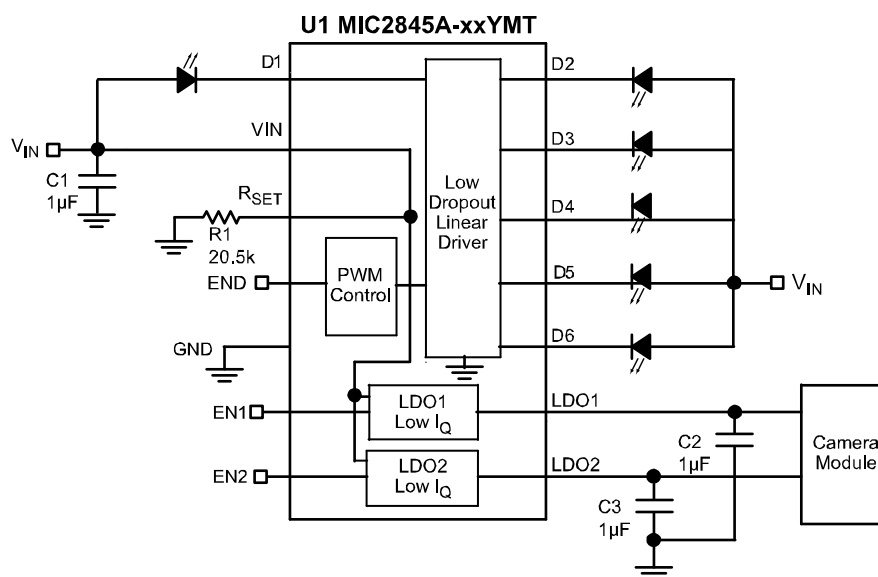 U1 MIC2845A-xxYMT
D1
D2
VIN
D3
V_IN
C1
1µF
R_SET
Low
Dropout
Linear
Driver
D4
R1
20.5k
END
PWM
Control
D5
V_IN
GND
D6
EN1
LDO1
Low I_Q
LDO1
C2
1µF
Camera
Module
EN2
LDO2
Low I_Q
LDO2
C3
1µF